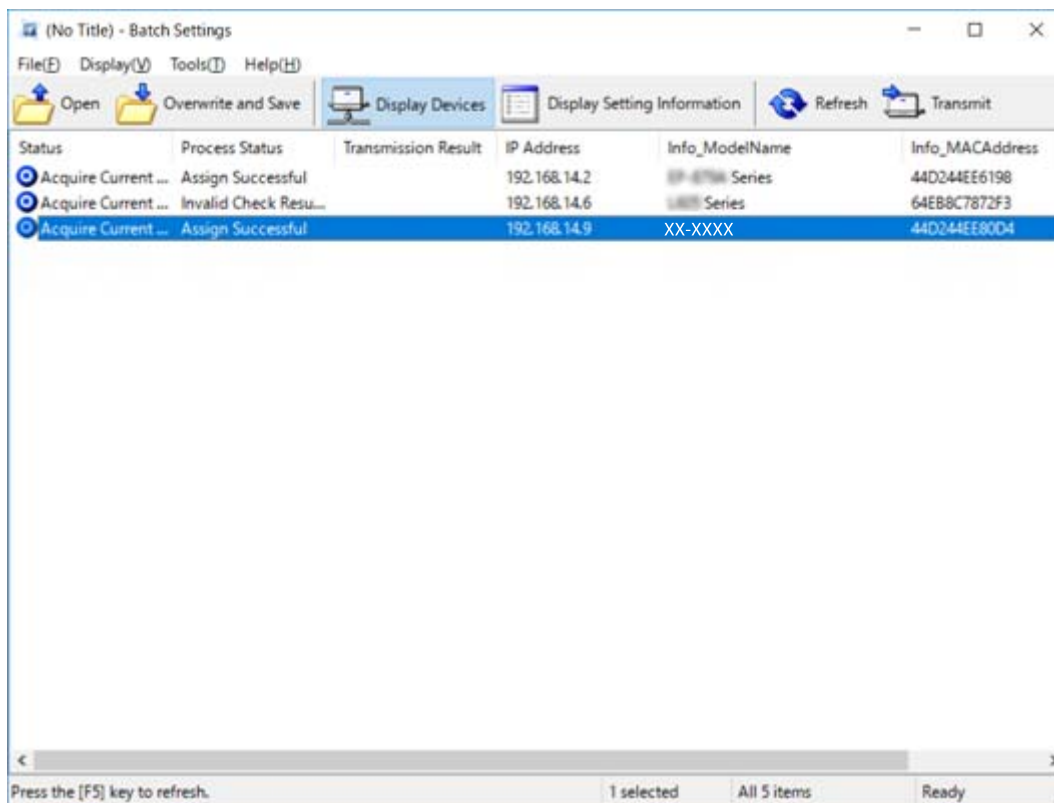 (No Title) - Batch Settings
File(F) Display(V) Tools(T) Help(H)
Open Overwrite and Save Display Devices Display Setting Information Refresh Transmit
Status Process Status Transmission Result IP Address Info_ModelName Info_MACAddress
Acquire Current ... Assign Successful 192.168.14.2 Series 44D244EE6198
Acquire Current ... Invalid Check Resu... 192.168.14.6 Series 64EB8C7872F3
Acquire Current ... Assign Successful 192.168.14.9 XX-XXXX 44D244EE80D4
Press the [F5] key to refresh. 1 selected All 5 items Ready